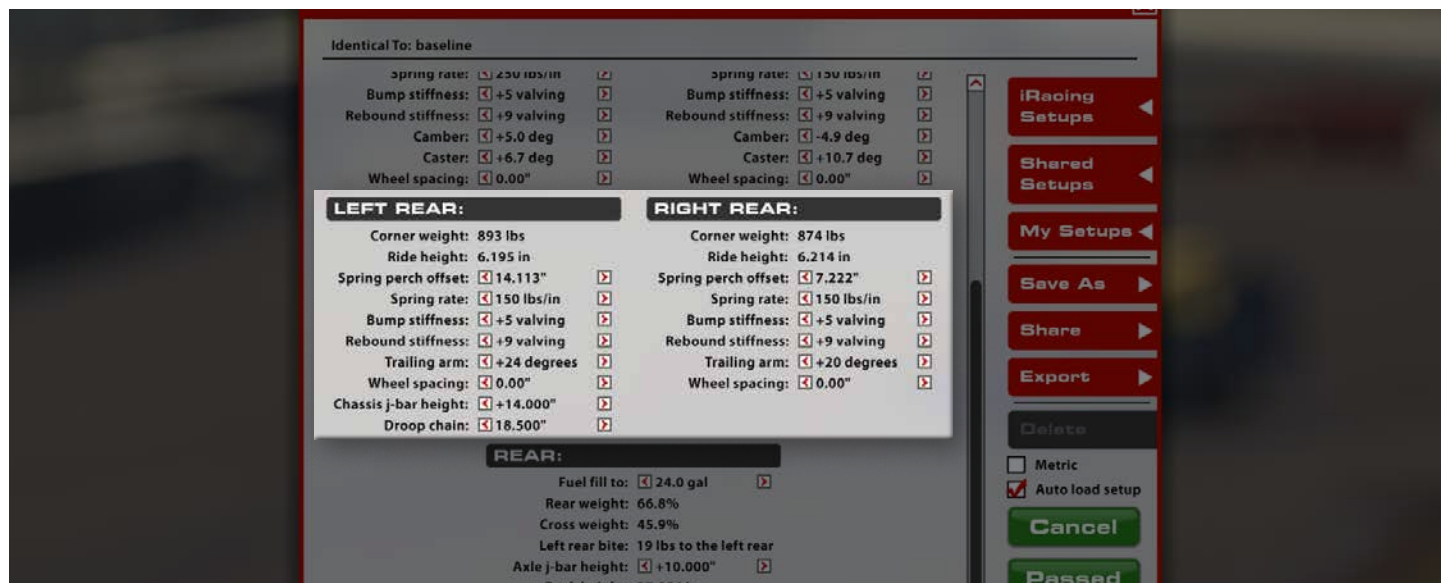 Identical To: baseline
Spring rate: 250 lbs/in
Bump stiffness: +5 valving
Rebound stiffness: +9 valving
Camber: +5.0 deg
Caster: +6.7 deg
Wheel spacing: 0.00"
Spring rate: 150 lbs/in
Bump stiffness: +5 valving
Rebound stiffness: +9 valving
Camber: -4.9 deg
Caster: +10.7 deg
Wheel spacing: 0.00"
LEFT REAR:
Corner weight: 893 lbs
Ride height: 6.195 in
Spring perch offset: 14.113"
Spring rate: 150 lbs/in
Bump stiffness: +5 valving
Rebound stiffness: +9 valving
Trailing arm: +24 degrees
Wheel spacing: 0.00"
Chassis j-bar height: +14.000"
Droop chain: 18.500"
RIGHT REAR:
Corner weight: 874 lbs
Ride height: 6.214 in
Spring perch offset: 7.222"
Spring rate: 150 lbs/in
Bump stiffness: +5 valving
Rebound stiffness: +9 valving
Trailing arm: +20 degrees
Wheel spacing: 0.00"
REAR:
Fuel fill to: 24.0 gal
Rear weight: 66.8%
Cross weight: 45.9%
Left rear bite: 19 lbs to the left rear
Axle j-bar height: +10.000"
iRacing
Setups
Shared
Setups
My Setups
Save As
Share
Export
Delete
Metric
Auto load setup
Cancel
Passed